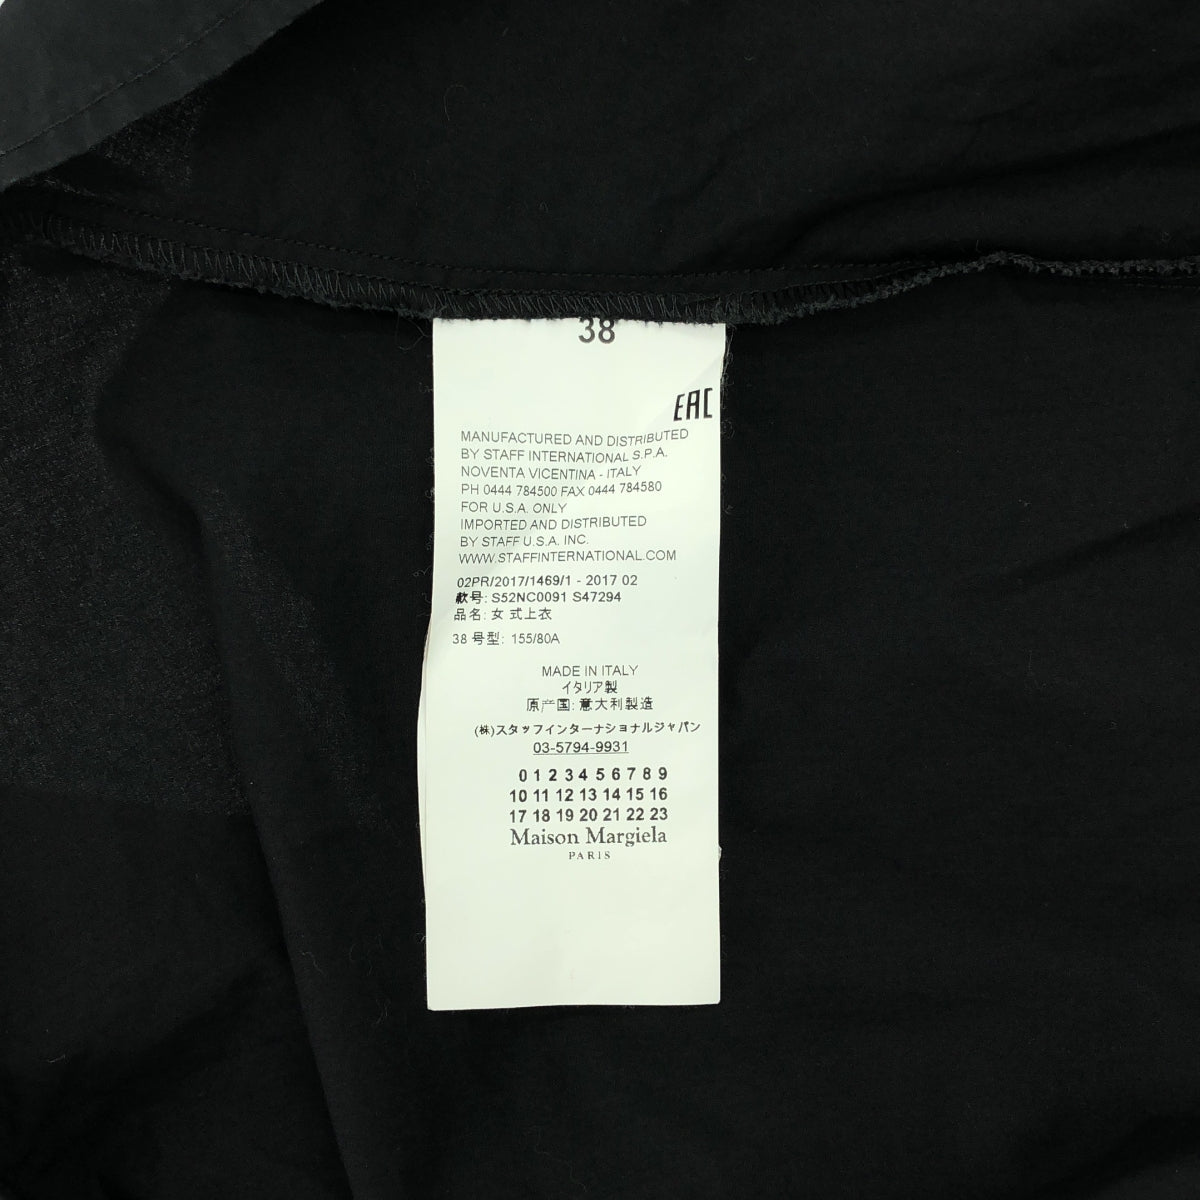 38
EAC
MANUFACTURED AND DISTRIBUTED
BY STAFF INTERNATIONAL S.P.A.
NOVENTA VICENTINA - ITALY
PH 0444 784500 FAX 0444 784580
FOR U.S.A. ONLY
IMPORTED AND DISTRIBUTED
BY STAFF U.S.A. INC.
WWW.STAFFINTERNATIONAL.COM
02PR/2017/1469/1 - 2017 02
款号: S52NC0091 S47294
品名: 女式上衣
38 号型: 155/80A
MADE IN ITALY
イタリア製
原产国: 意大利製造
(株)スタッフインターナショナルジャパン
03-5794-9931
0 1 2 3 4 5 6 7 8 9
10 11 12 13 14 15 16
17 18 19 20 21 22 23
Maison Margiela
PARIS